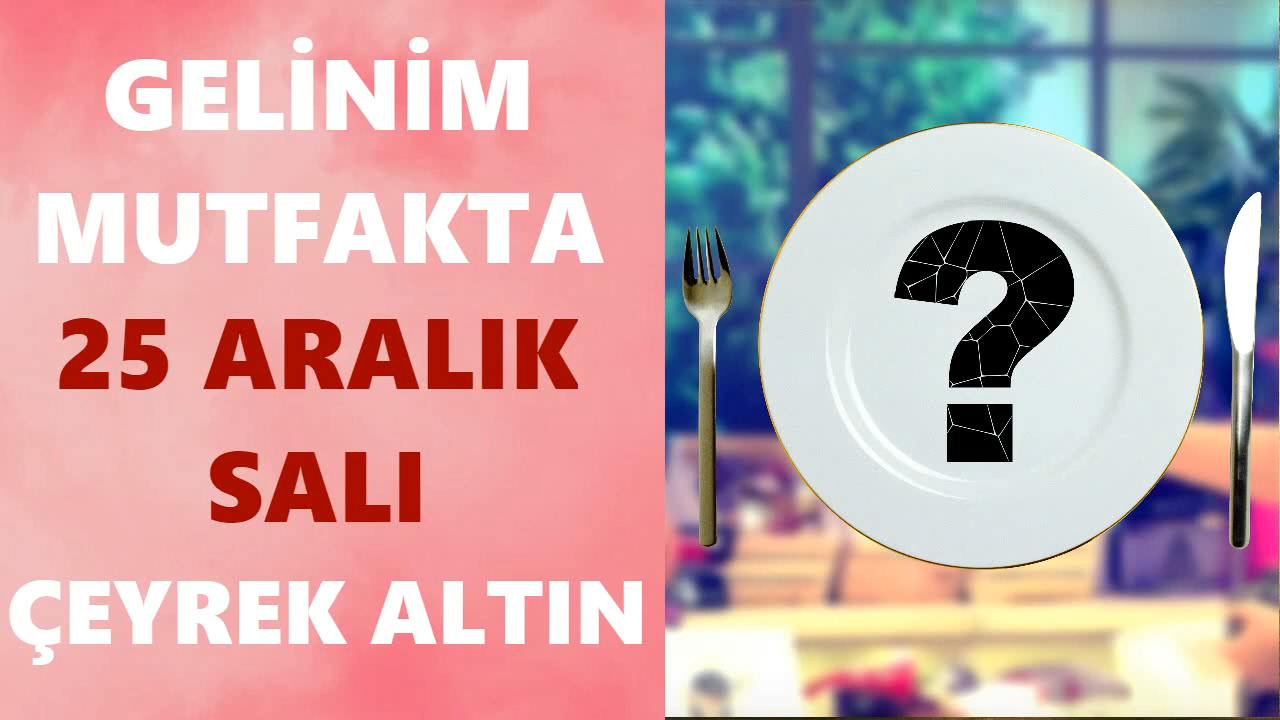 GELİNİM
MUTFAKTA
25 ARALIK
SALI
ÇEYREK ALTIN
?